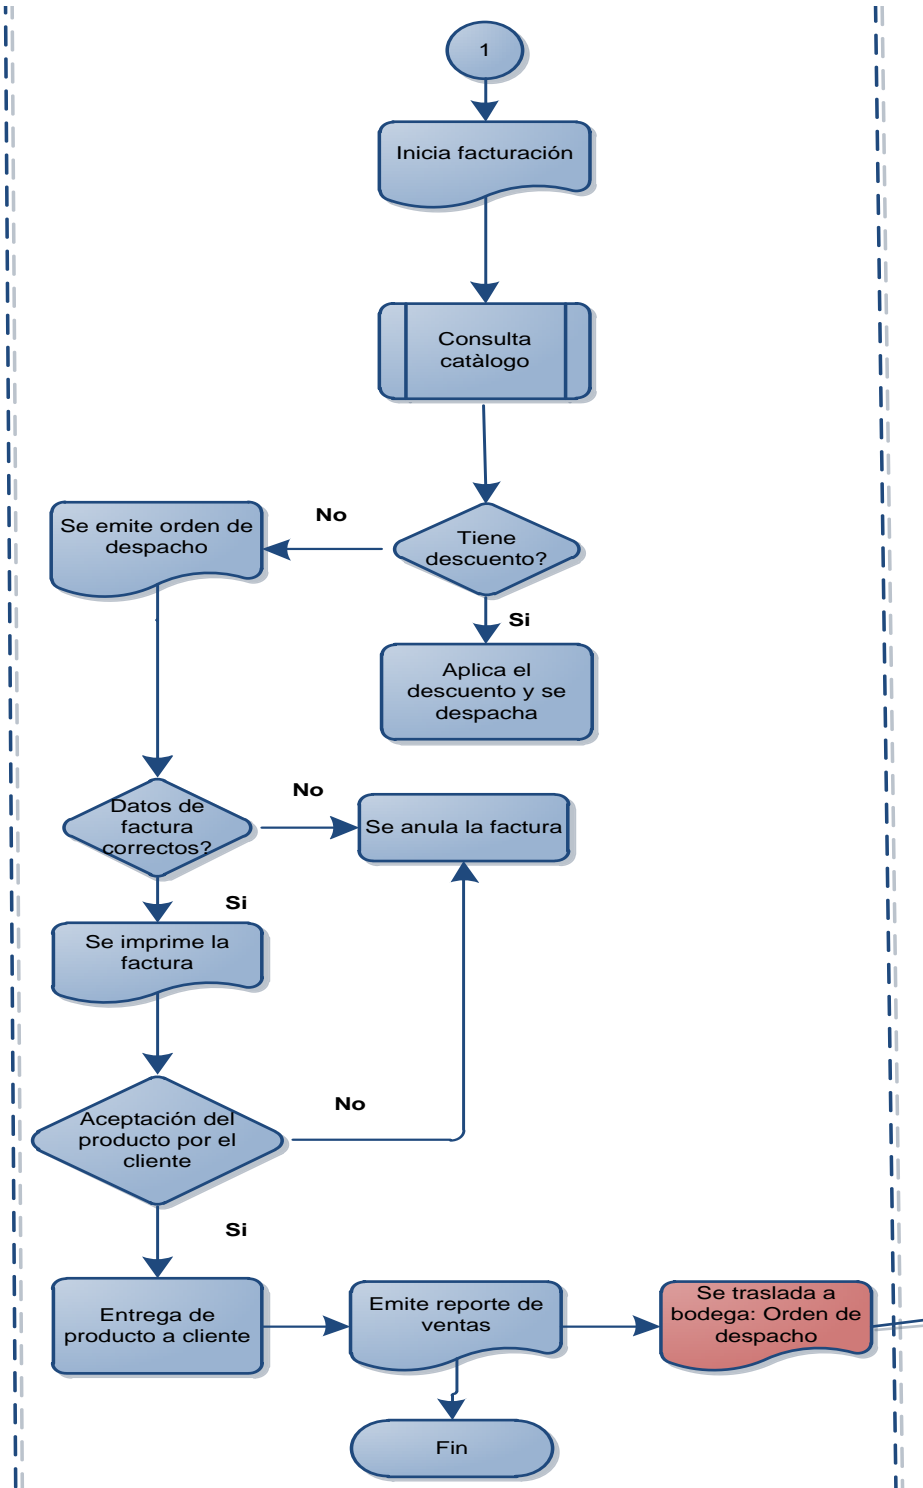 1
Inicia facturación
Consulta
catàlogo
No
Se emite orden de
despacho
Tiene
descuento?
Si
Aplica el
descuento y se
despacha
Datos de
factura
correctos?
No
Se anula la factura
Si
Se imprime la
factura
Aceptación del
producto por el
cliente
No
Si
Entrega de
producto a cliente
Emite reporte de
ventas
Se traslada a
bodega: Orden de
despacho
Fin